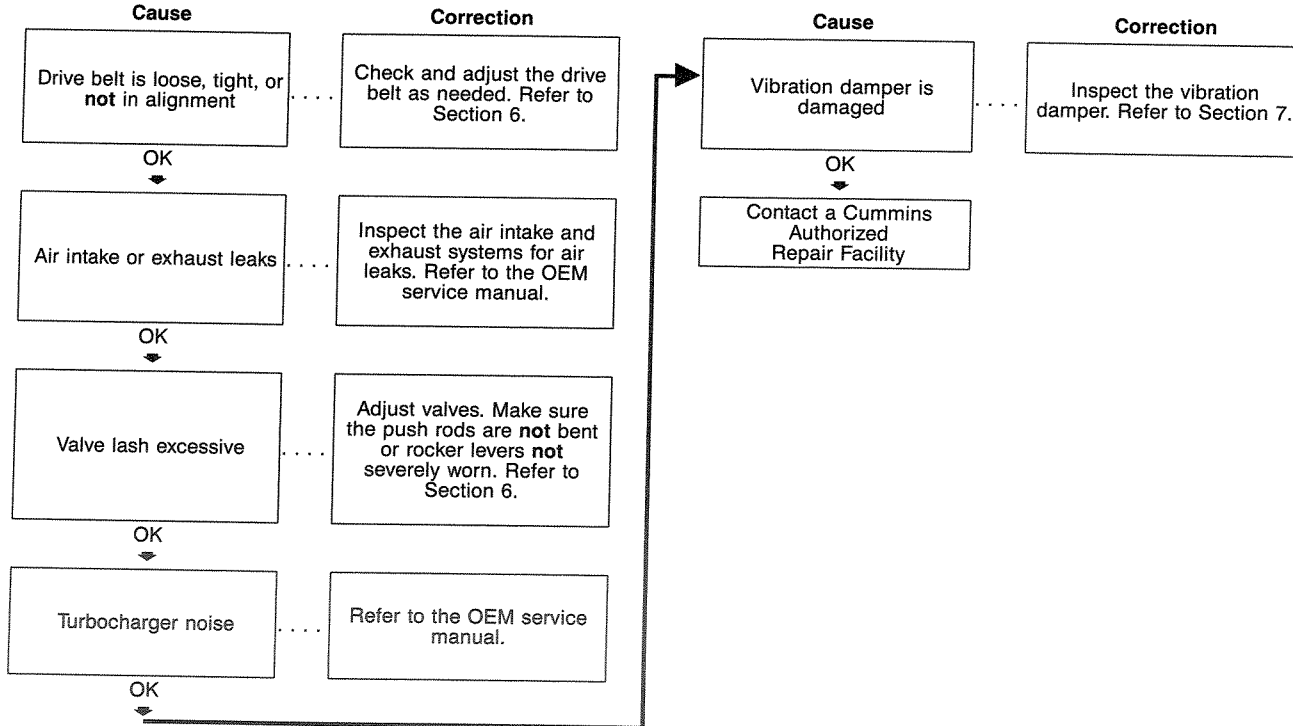 Cause
Correction
Drive belt is loose, tight, or
not in alignment
. . . .
Check and adjust the drive
belt as needed. Refer to
Section 6.
OK
Air intake or exhaust leaks
. . . .
Inspect the air intake and
exhaust systems for air
leaks. Refer to the OEM
service manual.
OK
Valve lash excessive
. . . .
Adjust valves. Make sure
the push rods are not bent
or rocker levers not
severely worn. Refer to
Section 6.
OK
Turbocharger noise
. . . .
Refer to the OEM service
manual.
OK
Cause
Correction
Vibration damper is
damaged
. . . .
Inspect the vibration
damper. Refer to Section 7.
OK
Contact a Cummins
Authorized
Repair Facility